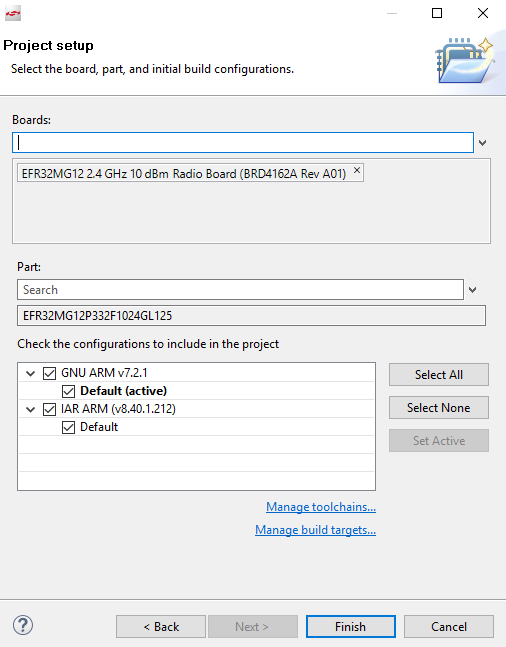 Project setup
Select the board, part, and initial build configurations.
Boards:
EFR32MG12 2.4 GHz 10 dBm Radio Board (BRD4162A Rev A01) ×
Part:
Search
EFR32MG12P332F1024GL125
Check the configurations to include in the project
GNU ARM v7.2.1
Default (active)
IAR ARM (v8.40.1.212)
Default
Select All
Select None
Set Active
Manage toolchains...
Manage build targets...
? < Back Next > Finish Cancel